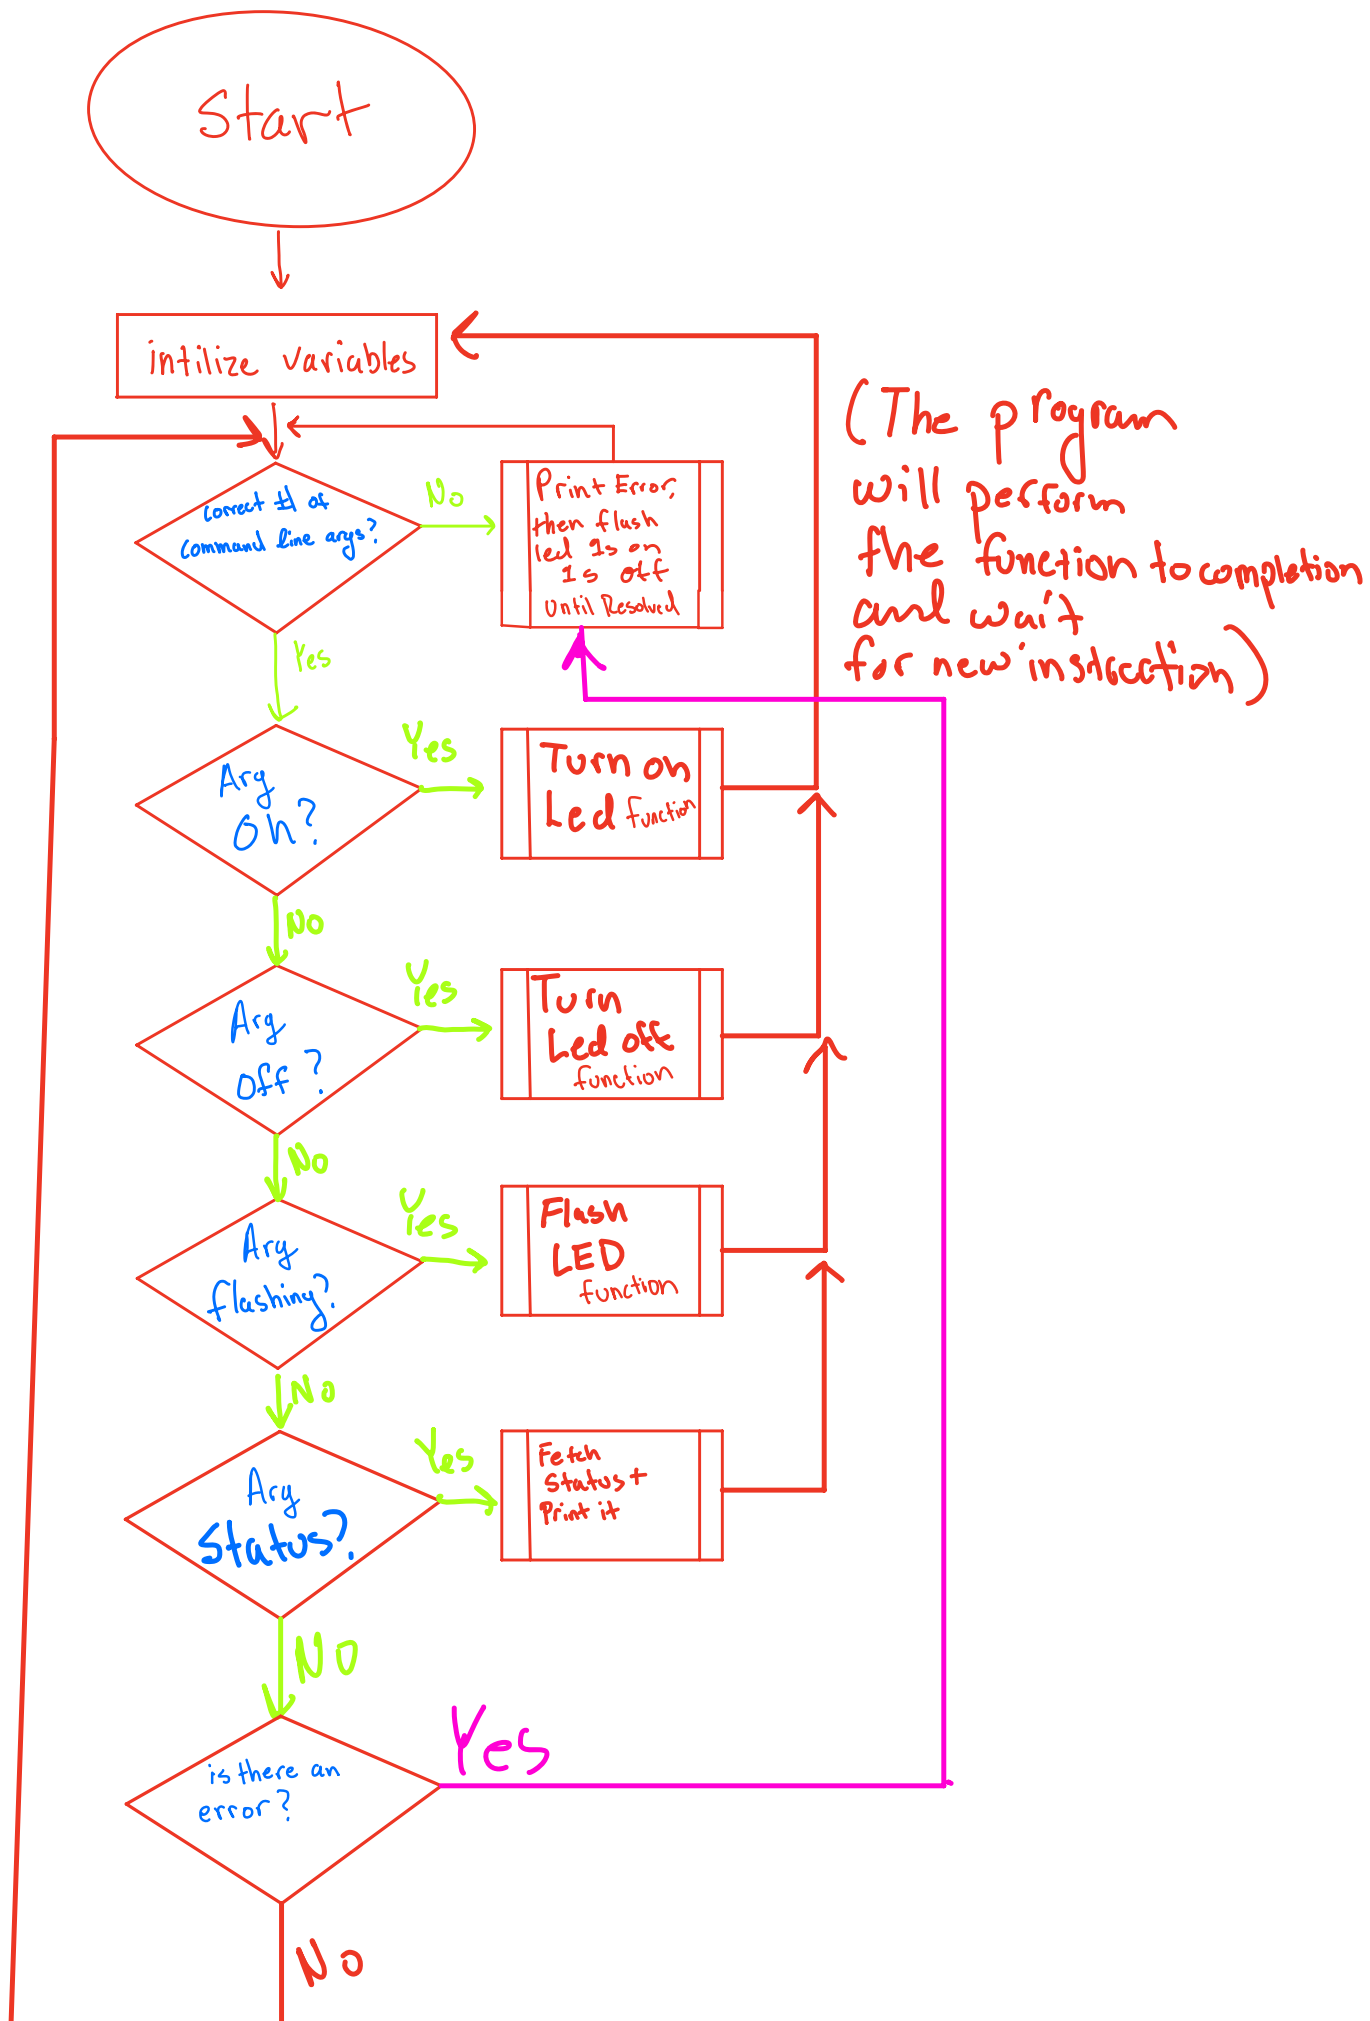 Start
intilize variables
correct # of
command line args?
No
Print Error,
then flash
led 1s on
1s off
until Resolved
(The program
will perform
the function to completion
and wait
for new instruction)
Yes
Arg
on?
Yes
Turn on
Led function
No
Arg
off?
Yes
Turn
Led off
function
No
Arg
flashing?
Yes
Flash
LED
function
No
Arg
Status?
Yes
Fetch
Status +
Print it
No
is there an
error?
Yes
No